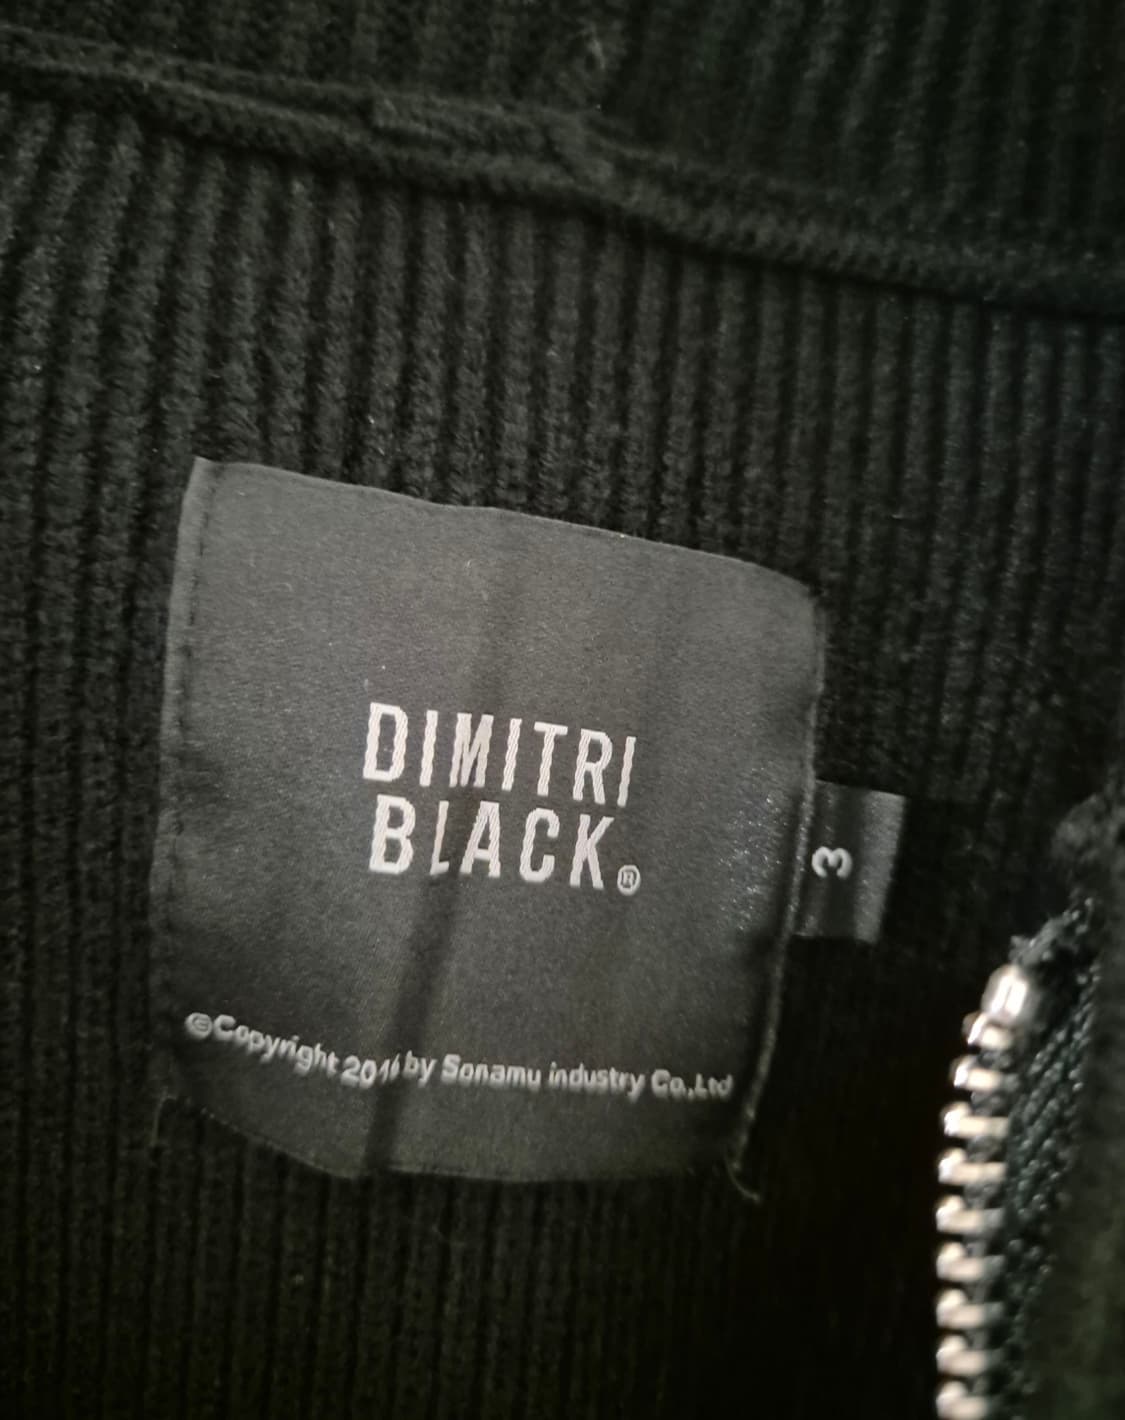 DIMITRI
BLACK®
3
©Copyright 2016 by Sonamu industry Co.,Ltd